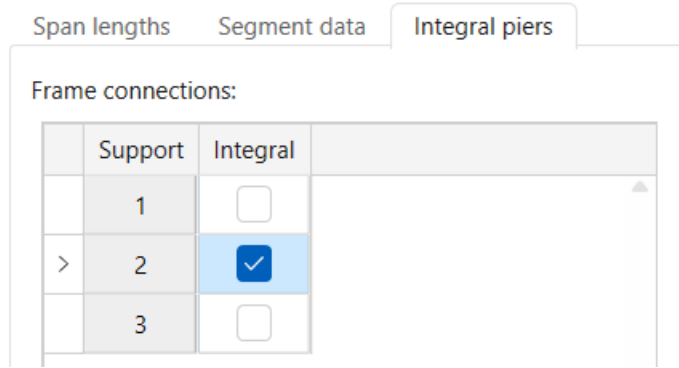 Span lengths Segment data Integral piers
Frame connections:
Support Integral
1
2
3